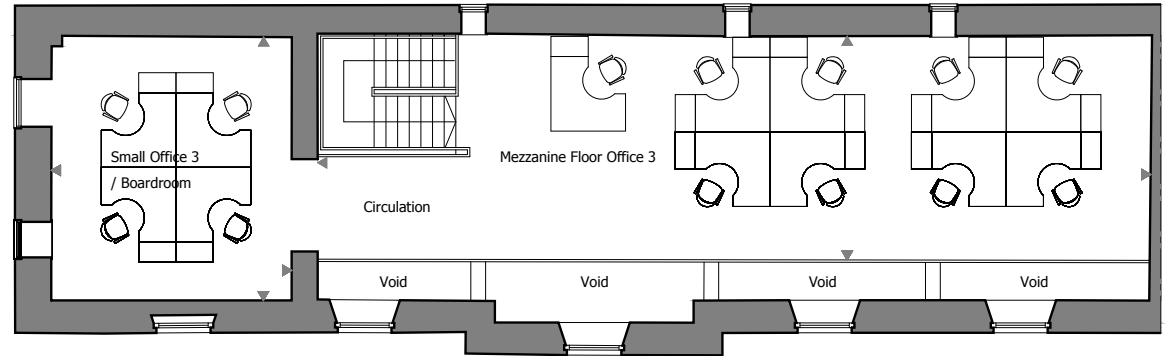 Small Office 3
/ Boardroom
Mezzanine Floor Office 3
Circulation
Void
Void
Void
Void